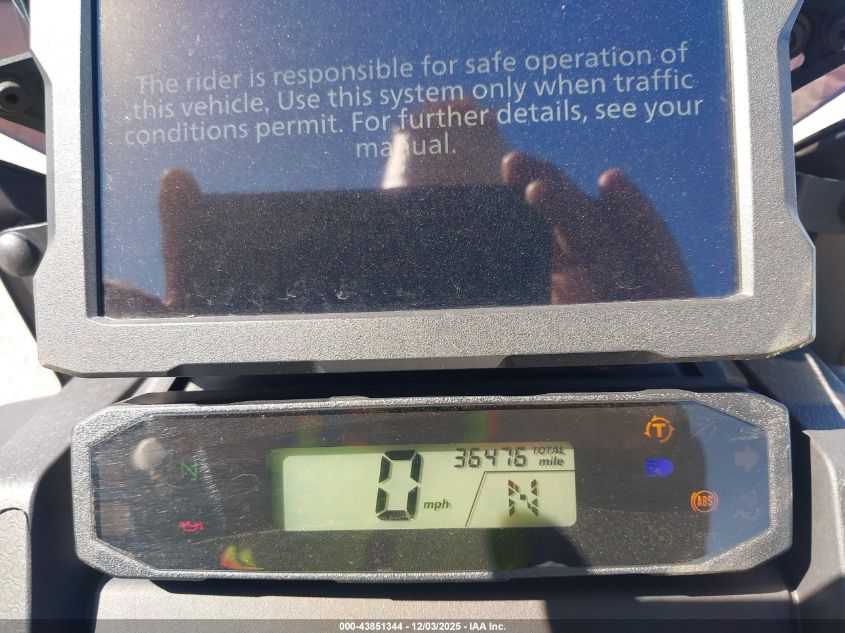 The rider is responsible for safe operation of
this vehicle. Use this system only when traffic
conditions permit. For further details, see your
manual.
36476 TOTAL
mile
0 mph
N
N
T
ABS
000-43851344 - 12/03/2025 - IAA Inc.